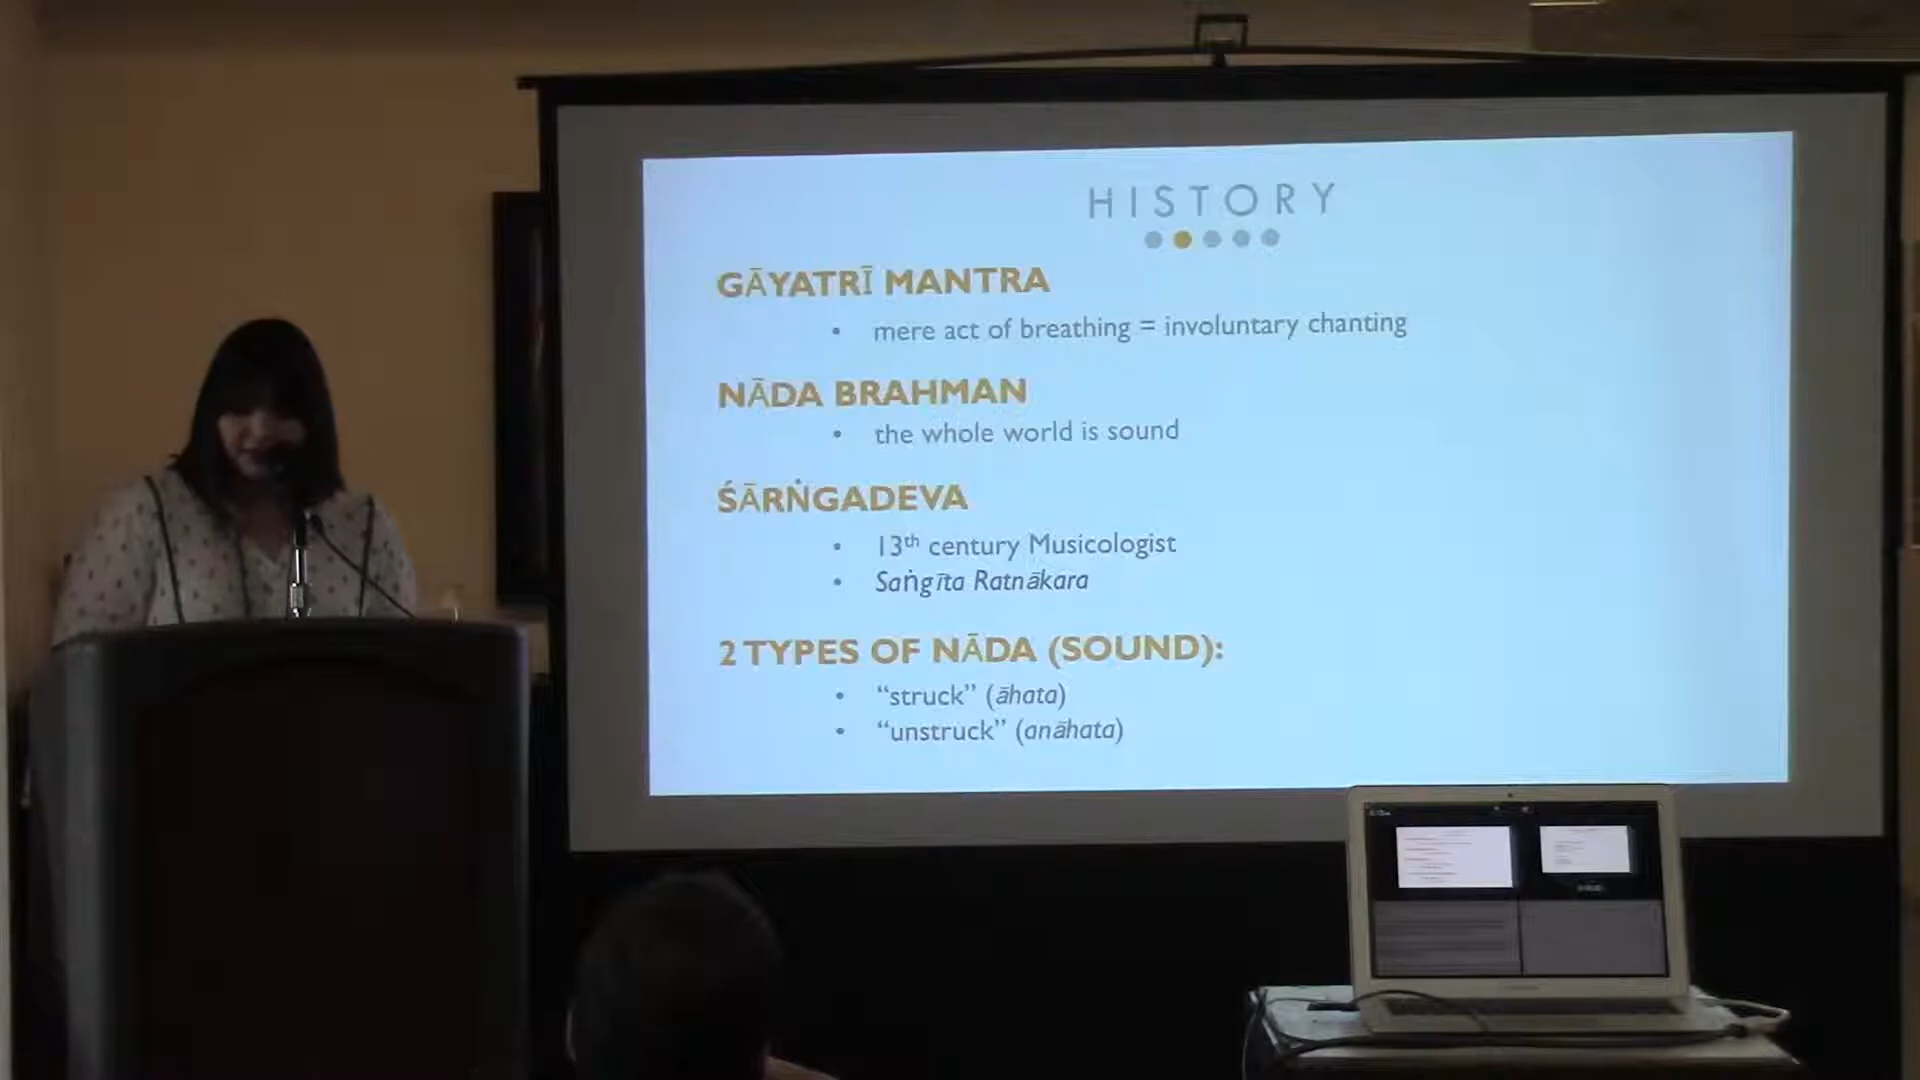 HISTORY
GĀYATRĪ MANTRA
• mere act of breathing = involuntary chanting
NĀDA BRAHMAN
• the whole world is sound
ŚĀRṄGADEVA
• 13th century Musicologist
• Saṅgīta Ratnākara
2 TYPES OF NĀDA (SOUND):
• “struck” (āhata)
• “unstruck” (anāhata)